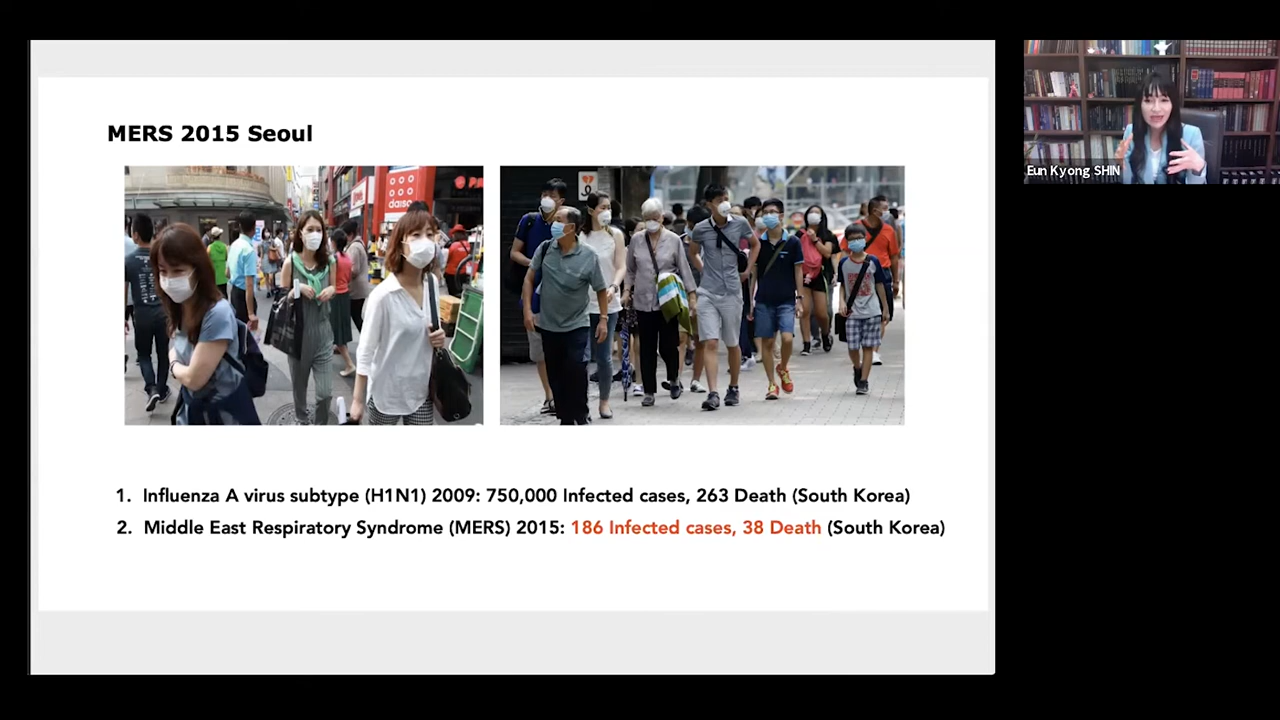 MERS 2015 Seoul
daiso
1. Influenza A virus subtype (H1N1) 2009: 750,000 Infected cases, 263 Death (South Korea)
2. Middle East Respiratory Syndrome (MERS) 2015: 186 Infected cases, 38 Death (South Korea)
Eun Kyong SHIN